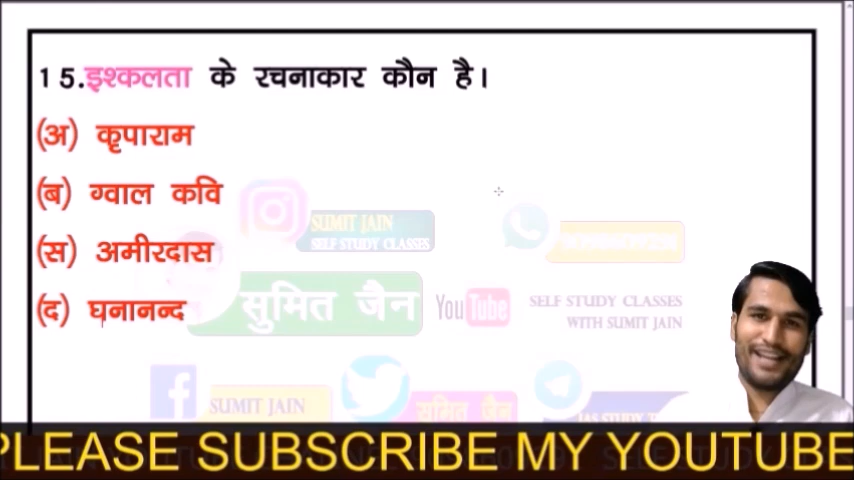 15.इश्कलता के रचनाकार कौन है।
(अ) कृपाराम
(ब) ग्वाल कवि
(स) अमीरदास
(द) घनानन्द
SUMIT JAIN
SELF STUDY CLASSES
सुमित जैन
YouTube
SELF STUDY CLASSES
WITH SUMIT JAIN
SUMIT JAIN
सुमित जैन
PLEASE SUBSCRIBE MY YOUTUBE